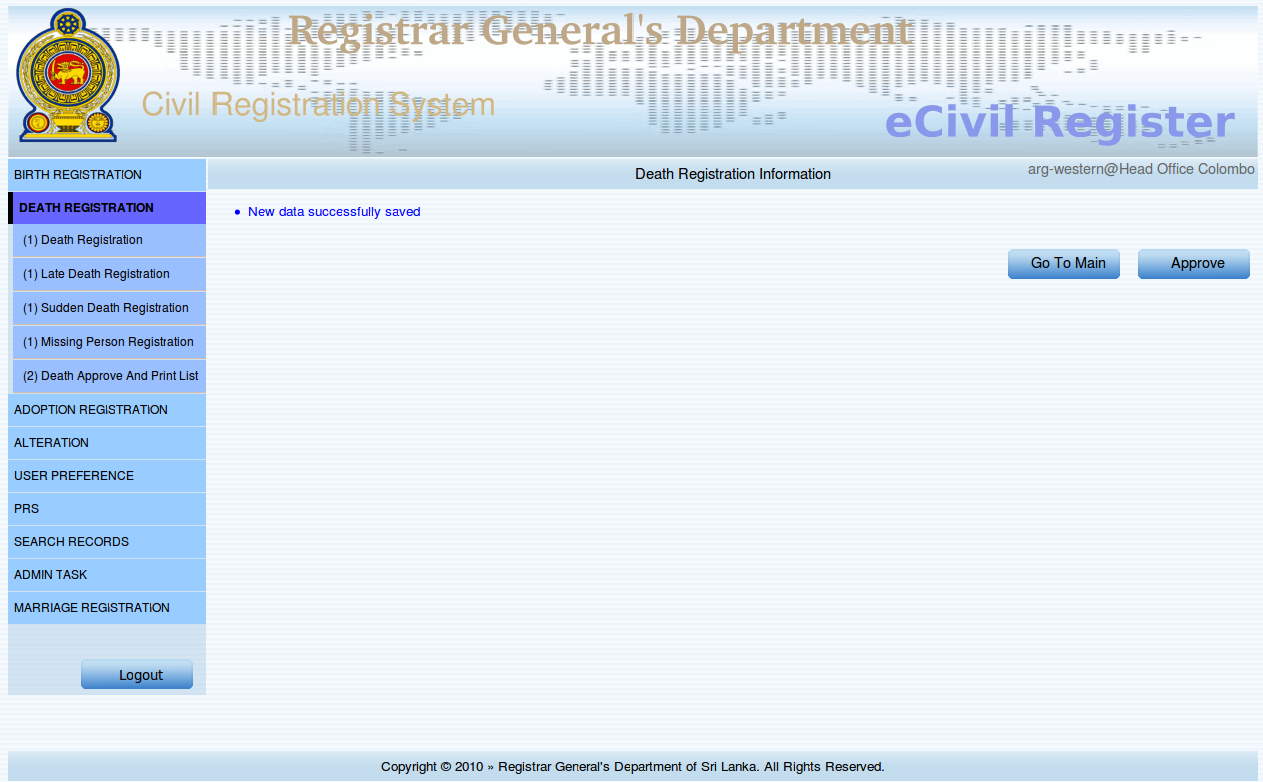 Registrar General's Department
Civil Registration System
eCivil Register
BIRTH REGISTRATION
Death Registration Information
arg-western@Head Office Colombo
DEATH REGISTRATION
(1) Death Registration
(1) Late Death Registration
(1) Sudden Death Registration
(1) Missing Person Registration
(2) Death Approve And Print List
ADOPTION REGISTRATION
ALTERATION
USER PREFERENCE
PRS
SEARCH RECORDS
ADMIN TASK
MARRIAGE REGISTRATION
Logout
• New data successfully saved
Go To Main
Approve
Copyright © 2010 » Registrar General's Department of Sri Lanka. All Rights Reserved.